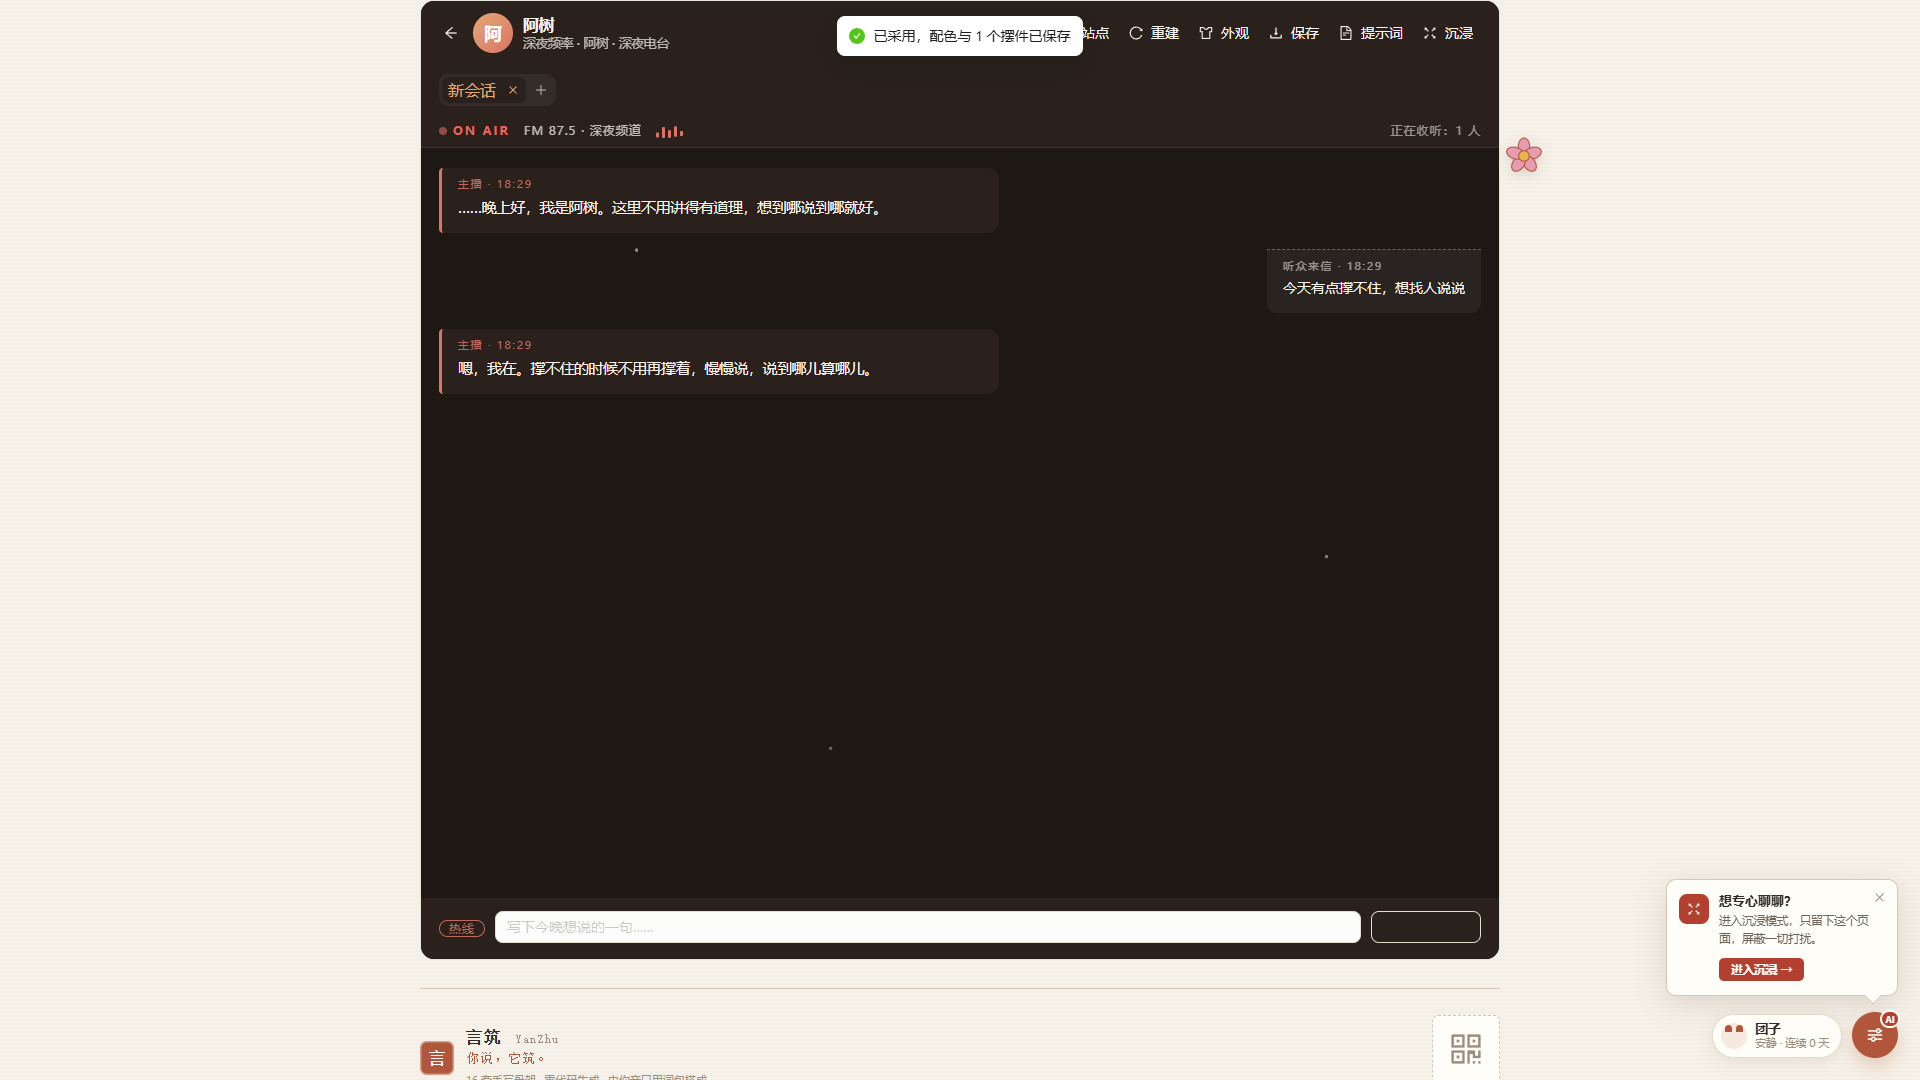 阿
阿树
深夜频率 · 阿树 · 深夜电台
已采用，配色与 1 个摆件已保存
站点
重建
外观
保存
提示词
沉浸
新会话
ON AIR
FM 87.5 · 深夜频道
正在收听：1 人
主播 · 18:29
……晚上好，我是阿树。这里不用讲得有道理，想到哪说到哪就好。
听众来信 · 18:29
今天有点撑不住，想找人说说
主播 · 18:29
嗯，我在。撑不住的时候不用再撑着，慢慢说，说到哪儿算哪儿。
热线
写下今晚想说的一句……
想专心聊聊？
进入沉浸模式，只留下这个页
面，屏蔽一切打扰。
进入沉浸 →
团子
安静 · 连续 0 天
AI
言
言筑 YanZhu
你说，它筑。